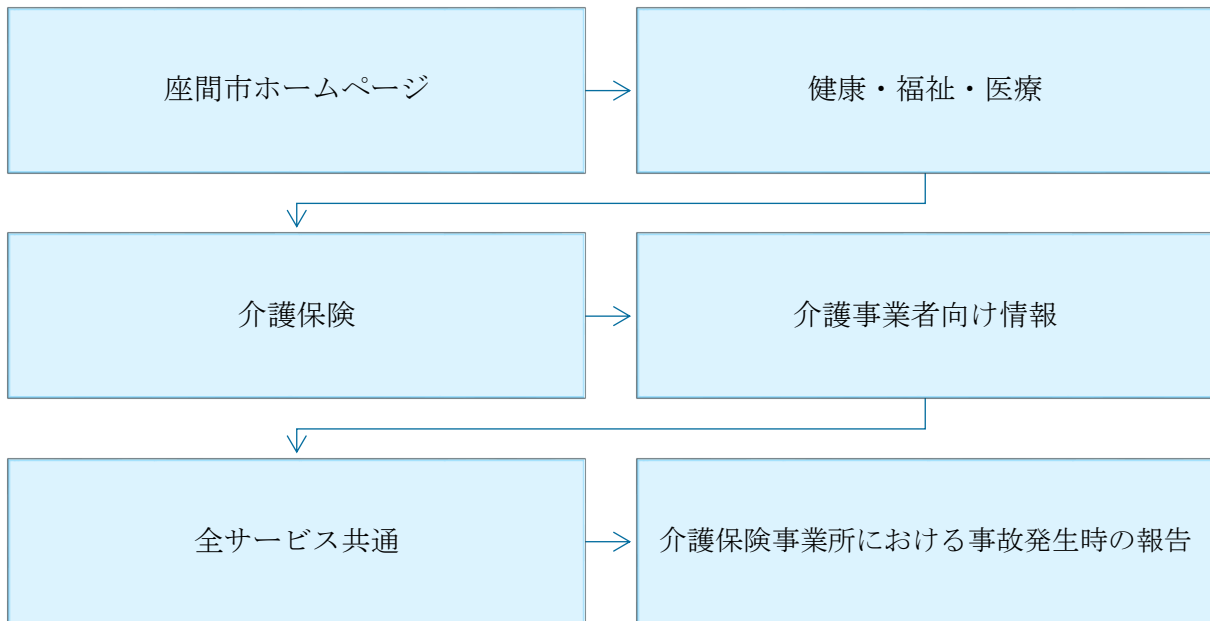 座間市ホームページ
健康・福祉・医療
介護保険
介護事業者向け情報
全サービス共通
介護保険事業所における事故発生時の報告